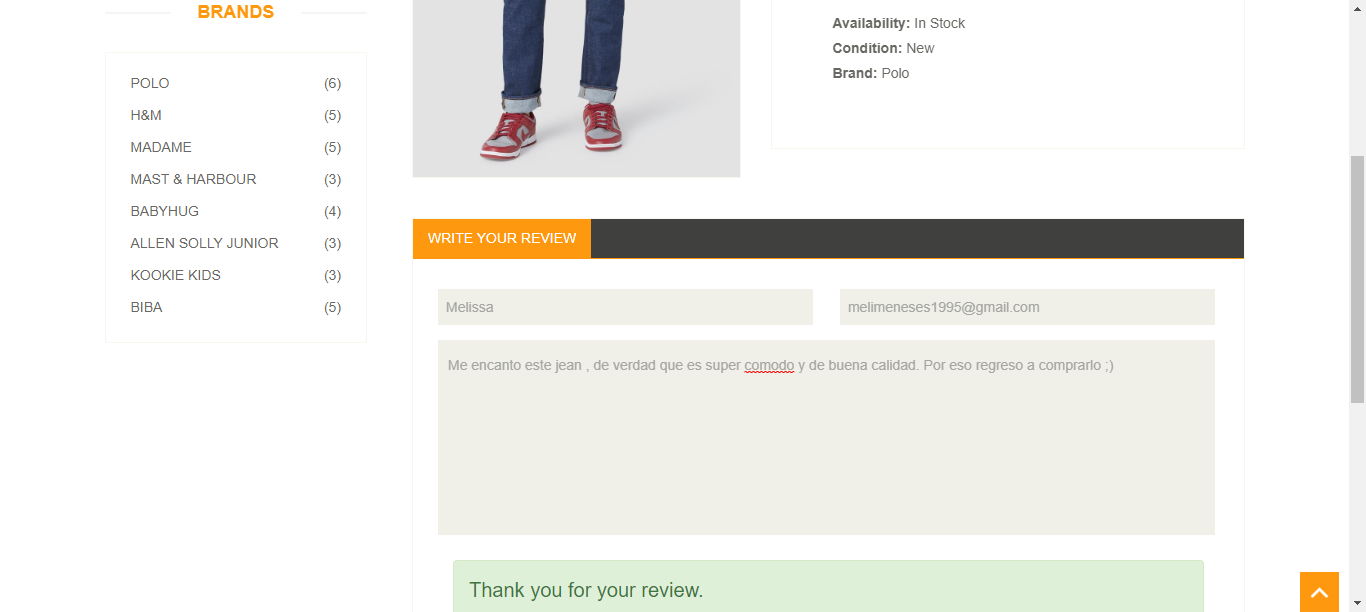 BRANDS
POLO (6)
H&M (5)
MADAME (5)
MAST & HARBOUR (3)
BABYHUG (4)
ALLEN SOLLY JUNIOR (3)
KOOKIE KIDS (3)
BIBA (5)
Availability: In Stock
Condition: New
Brand: Polo
WRITE YOUR REVIEW
Melissa
melimeneses1995@gmail.com
Me encanto este jean , de verdad que es super comodo y de buena calidad. Por eso regreso a comprarlo ;)
Thank you for your review.